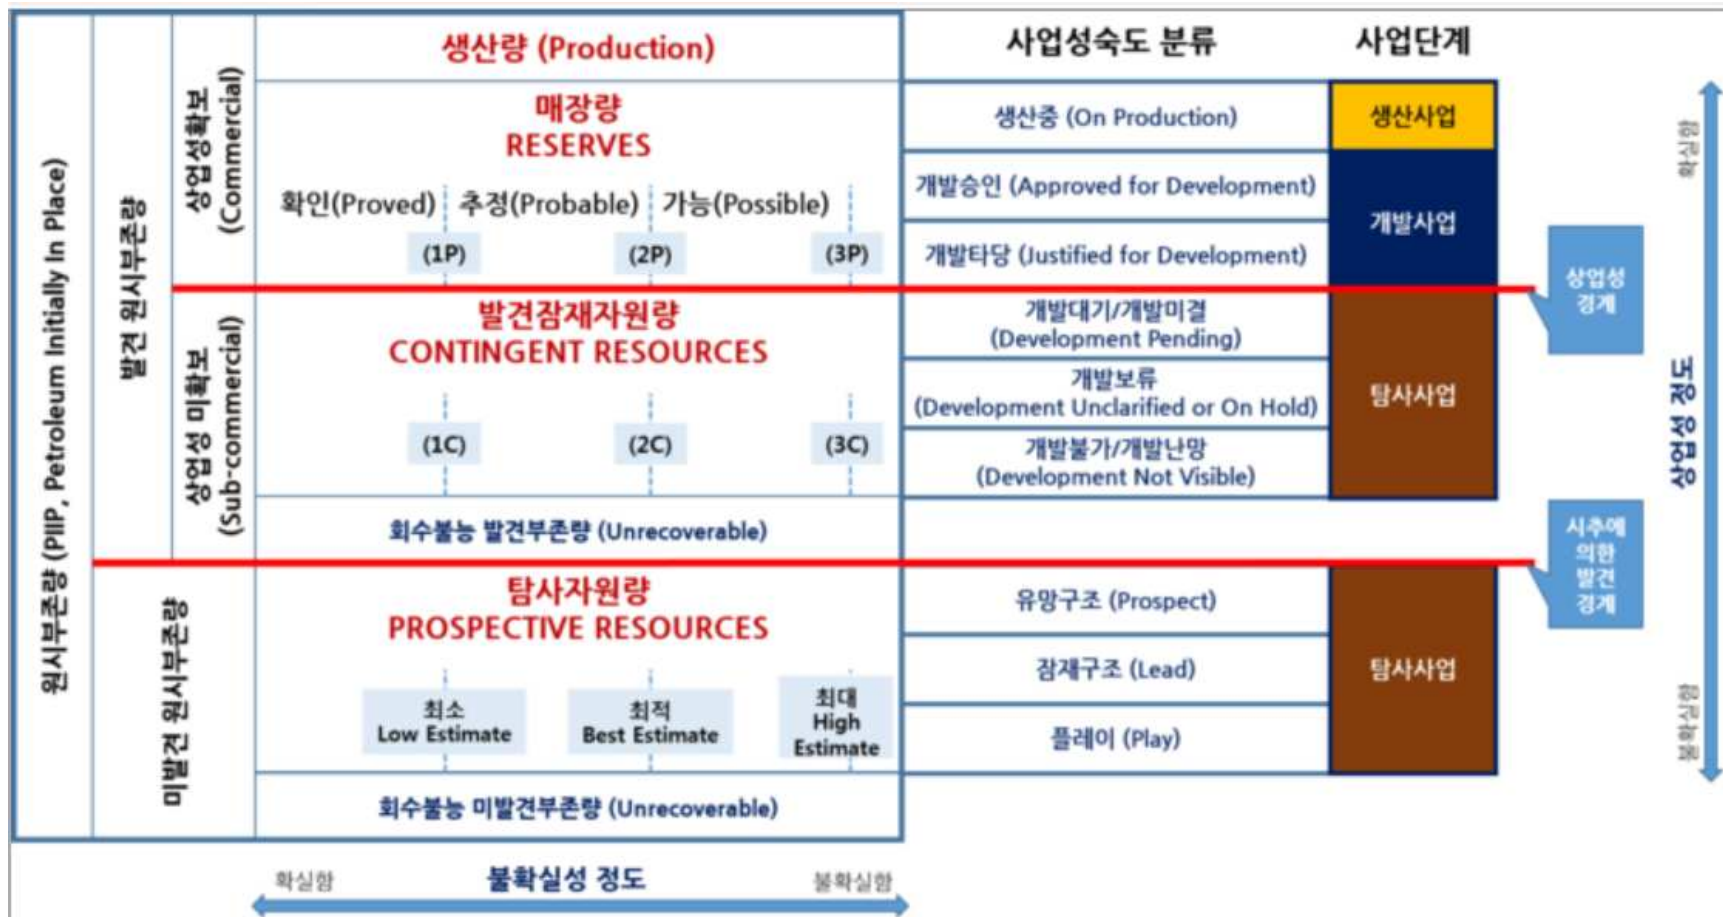 원시부존량 (PIIP, Petroleum Initially In Place)
발견 원시부존량
상업성확보
(Commercial)
생산량 (Production)
사업성숙도 분류
사업단계
매장량
RESERVES
확인(Proved)
추정(Probable)
가능(Possible)
(1P)
(2P)
(3P)
생산중 (On Production)
생산사업
개발승인 (Approved for Development)
개발타당 (Justified for Development)
개발사업
상업성
경계
확실함
상업성 정도
불확실함
상업성 미확보
(Sub-commercial)
발견잠재자원량
CONTINGENT RESOURCES
(1C)
(2C)
(3C)
개발대기/개발미결
(Development Pending)
개발보류
(Development Unclarified or On Hold)
개발불가/개발난망
(Development Not Visible)
탐사사업
회수불능 발견부존량 (Unrecoverable)
시추에
의한
발견
경계
미발견 원시부존량
탐사자원량
PROSPECTIVE RESOURCES
최소
Low Estimate
최적
Best Estimate
최대
High
Estimate
유망구조 (Prospect)
잠재구조 (Lead)
플레이 (Play)
탐사사업
회수불능 미발견부존량 (Unrecoverable)
확실함
불확실성 정도
불확실함